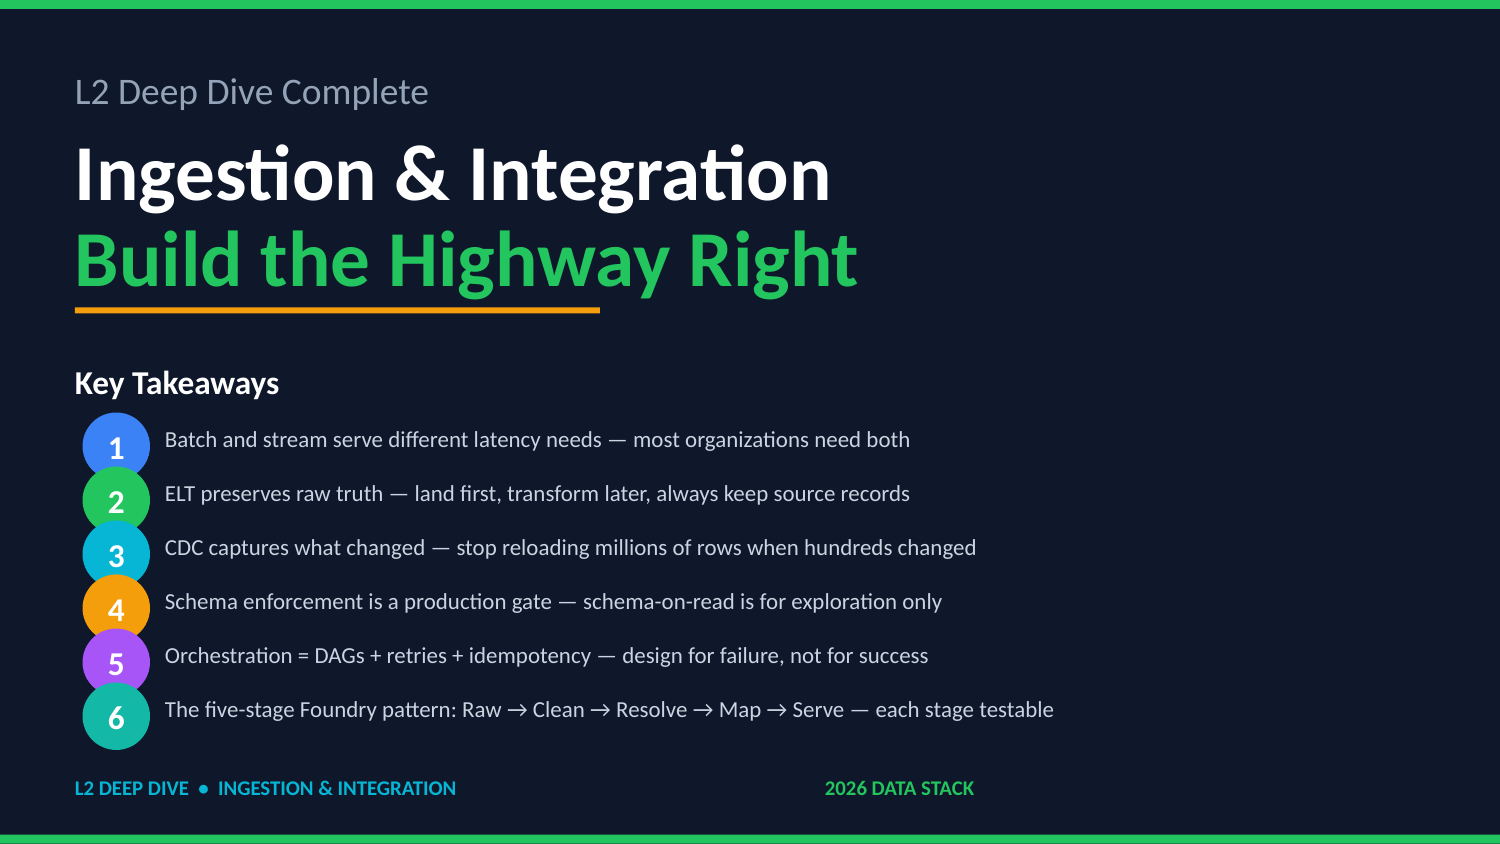 L2 Deep Dive Complete
Ingestion & Integration
Build the Highway Right
Key Takeaways
1 Batch and stream serve different latency needs — most organizations need both
2 ELT preserves raw truth — land first, transform later, always keep source records
3 CDC captures what changed — stop reloading millions of rows when hundreds changed
4 Schema enforcement is a production gate — schema-on-read is for exploration only
5 Orchestration = DAGs + retries + idempotency — design for failure, not for success
6 The five-stage Foundry pattern: Raw → Clean → Resolve → Map → Serve — each stage testable
L2 DEEP DIVE ● INGESTION & INTEGRATION
2026 DATA STACK